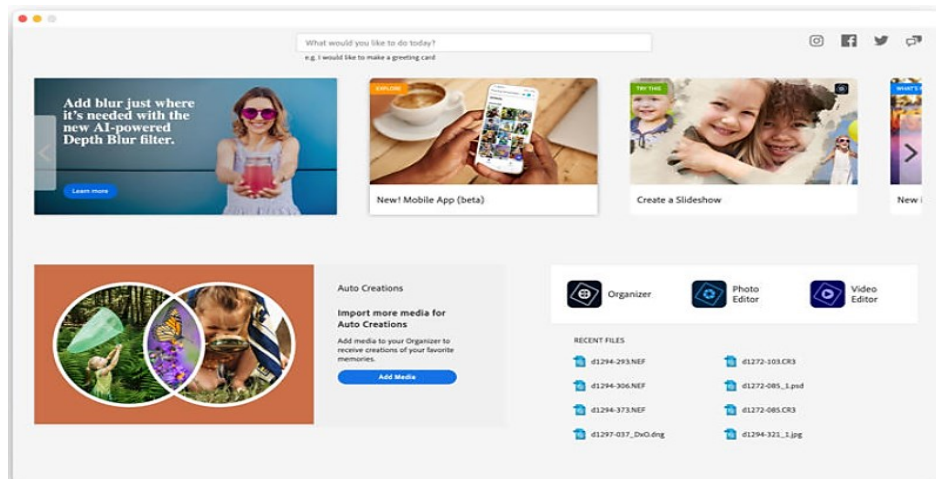 What would you like to do today?
e.g. I would like to make a greeting card
Add blur just where
it's needed with the
new AI-powered
Depth Blur filter.
Learn more
EXPLORE
New! Mobile App (beta)
TRY THIS
Create a Slideshow
WHAT'S
New
Auto Creations
Import more media for
Auto Creations
Add media to your Organizer to
receive creations of your favorite
memories.
Add Media
Organizer
Photo
Editor
Video
Editor
RECENT FILES
d1294-293.NEF
d1272-103.CR3
d1294-306.NEF
d1272-085_1.psd
d1294-373.NEF
d1272-085.CR3
d1297-037_DxO.dng
d1294-321_1.jpg